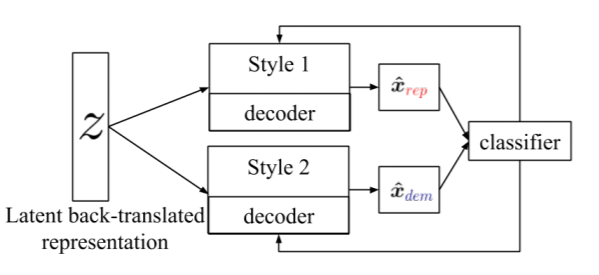 Style 1
decoder
z
x̂rep
classifier
Style 2
decoder
x̂dem
Latent back-translated
representation